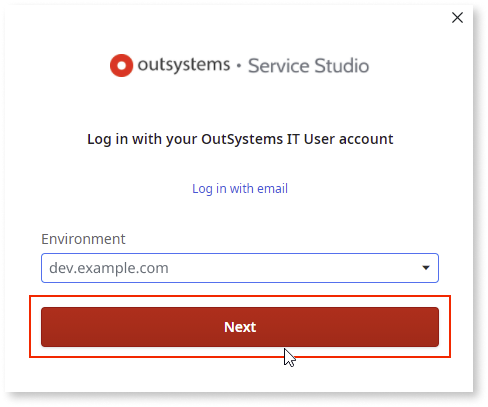 outsystems · Service Studio
Log in with your OutSystems IT User account
Log in with email
Environment
dev.example.com
Next